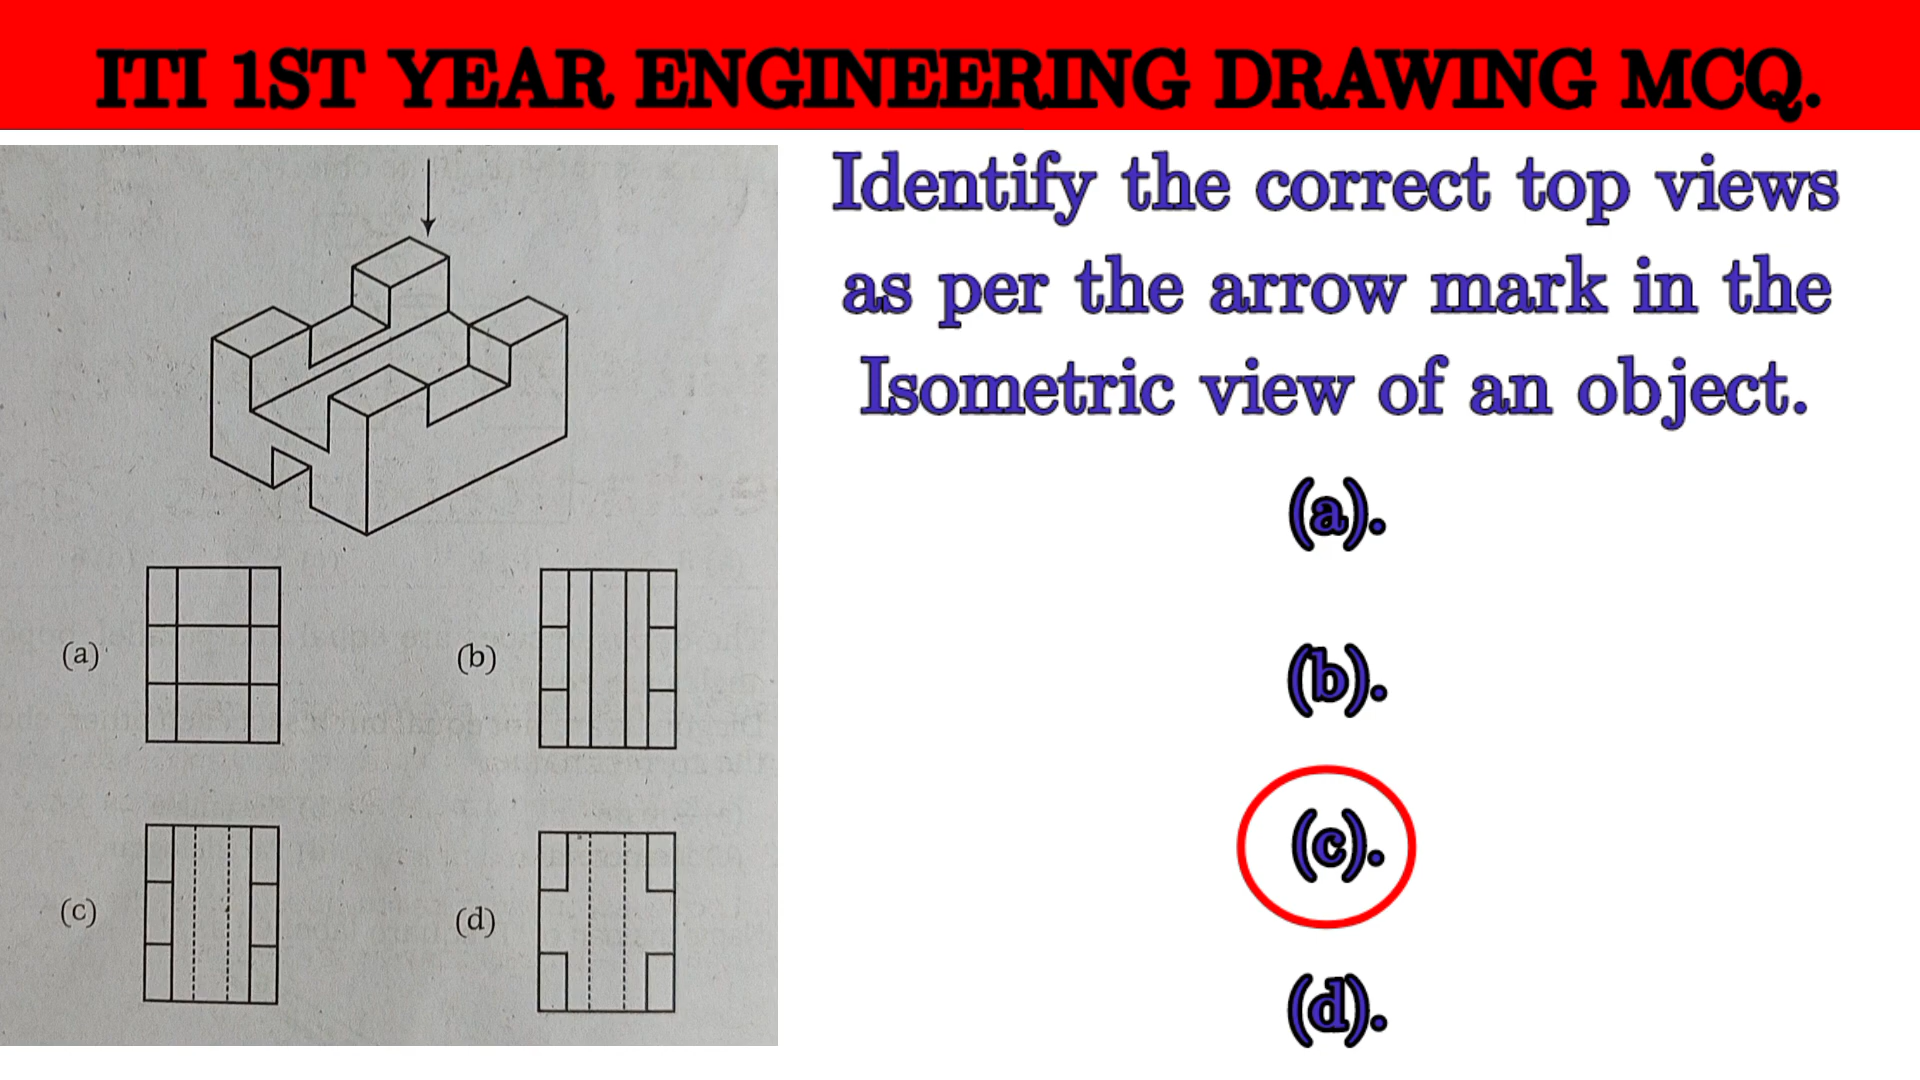 ITI 1ST YEAR ENGINEERING DRAWING MCQ.
Identify the correct top views
as per the arrow mark in the
Isometric view of an object.
(a).
(b).
(c).
(d).
(a)
(b)
(c)
(d)